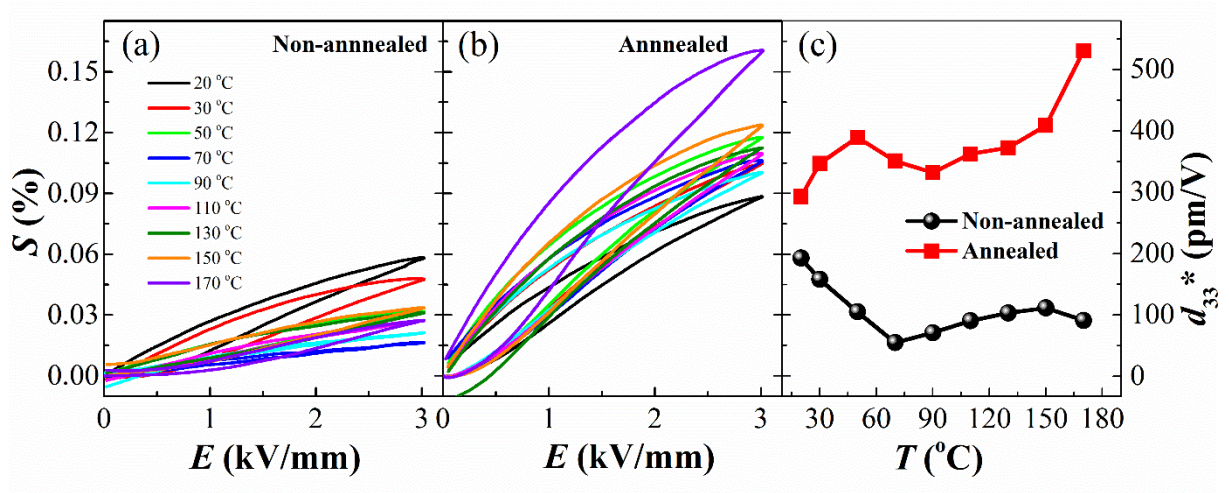 (a) Non-annnealed
(b) Annnealed
(c)
S (%)
0.15
0.12
0.09
0.06
0.03
0.00
20 °C
30 °C
50 °C
70 °C
90 °C
110 °C
130 °C
150 °C
170 °C
0 1 2 3
E (kV/mm)
0 1 2 3
E (kV/mm)
Non-annealed
Annealed
30 60 90 120 150 180
T (°C)
500
400
300
200
100
0
d33* (pm/V)